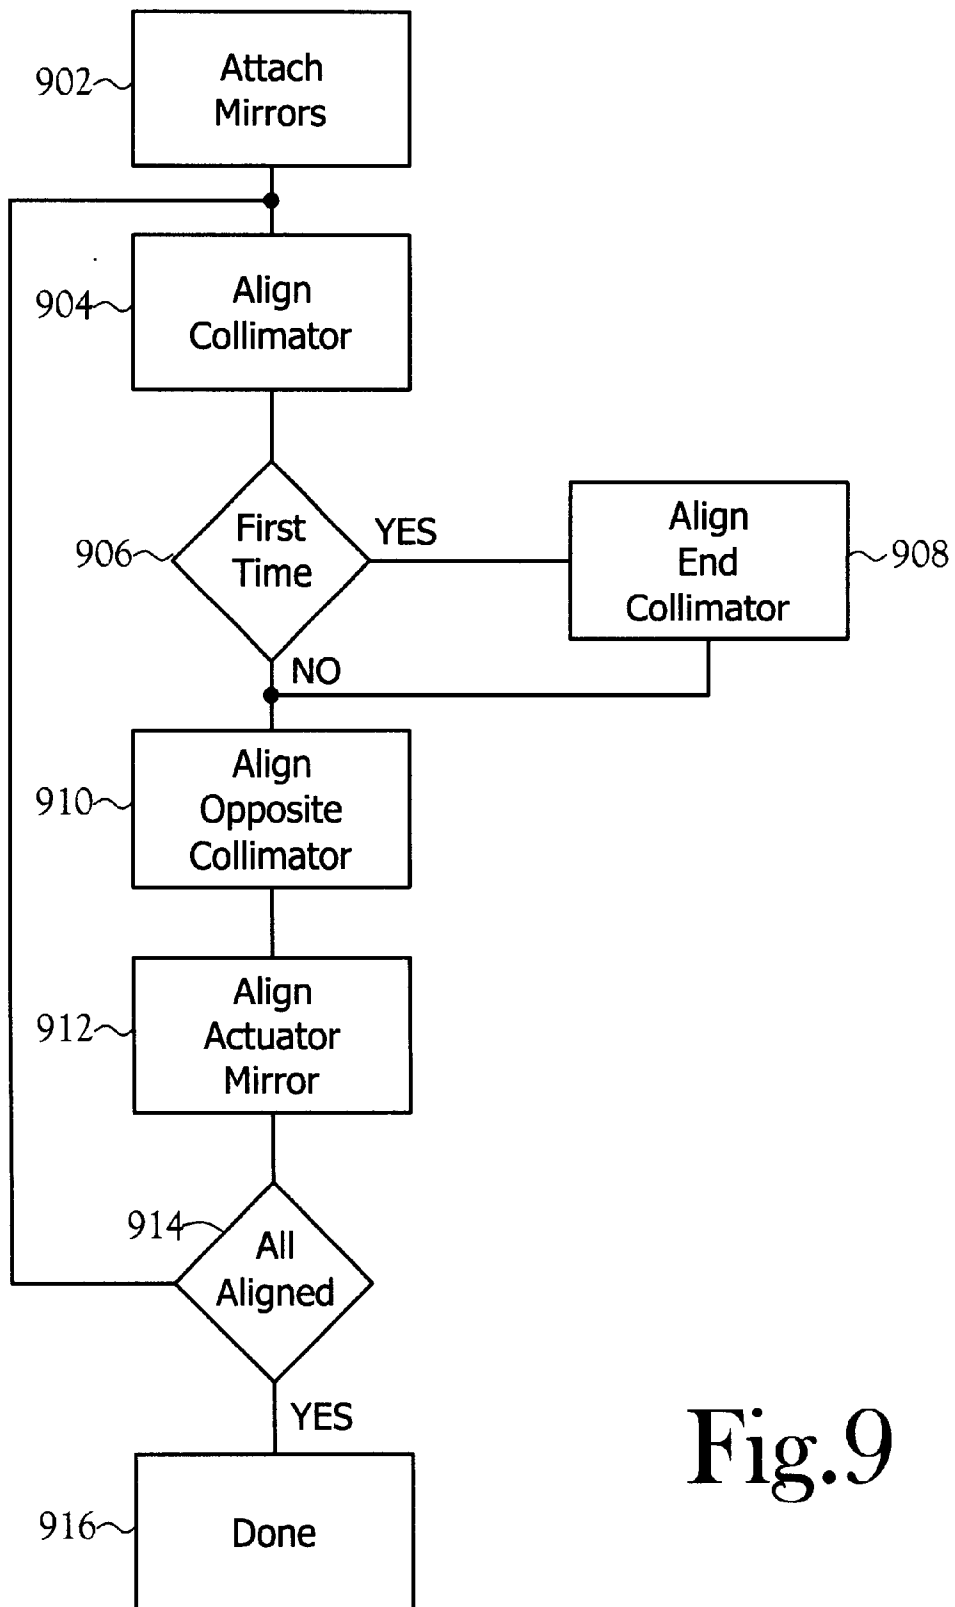 902
Attach
Mirrors
904
Align
Collimator
906
First
Time
YES
Align
End
Collimator
908
NO
910
Align
Opposite
Collimator
912
Align
Actuator
Mirror
914
All
Aligned
YES
916
Done
Fig.9